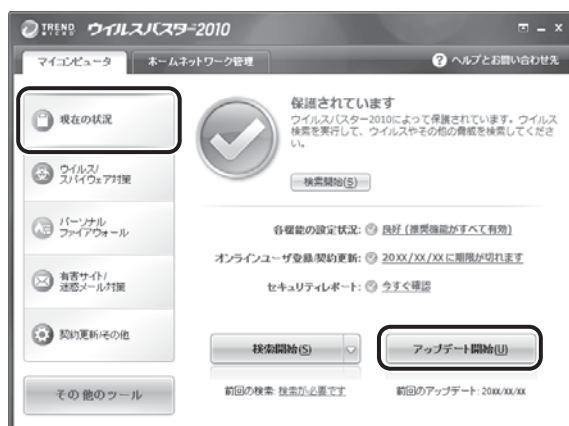 TREND MICRO ウイルスバスター2010
マイコンピュータ
ホームネットワーク管理
? ヘルプとお問い合わせ先
現在の状況
保護されています
ウイルスバスター2010によって保護されています。ウイルス
検索を実行して、ウイルスやその他の脅威を検索してくださ
い。
検索開始(S)
ウイルス/
スパイウェア対策
パーソナル
ファイアウォール
有害サイト/
迷惑メール対策
契約更新/その他
その他のツール
各機能の設定状況: 良好 (推奨機能がすべて有効)
オンラインユーザ登録/契約更新: 20XX/XX/XXに期限が切れます
セキュリティレポート: 今すぐ確認
検索開始(S)
アップデート開始(U)
前回の検索: 検索が必要です
前回のアップデート: 20XX/XX/XX